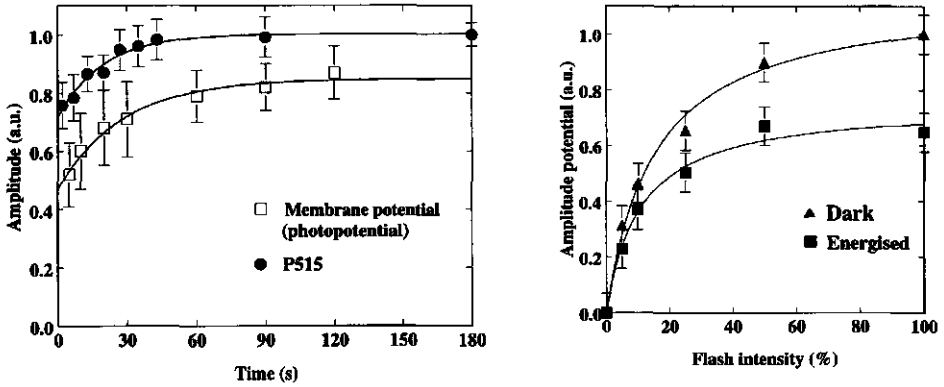 Amplitude (a.u.)
1.0
0.8
0.6
0.4
0.2
0.0
0 30 60 90 120 150 180
Time (s)
Membrane potential
(photopotential)
P515
Amplitude potential (a.u.)
1.0
0.8
0.6
0.4
0.2
0.0
0 20 40 60 80 100
Flash intensity (%)
Dark
Energised